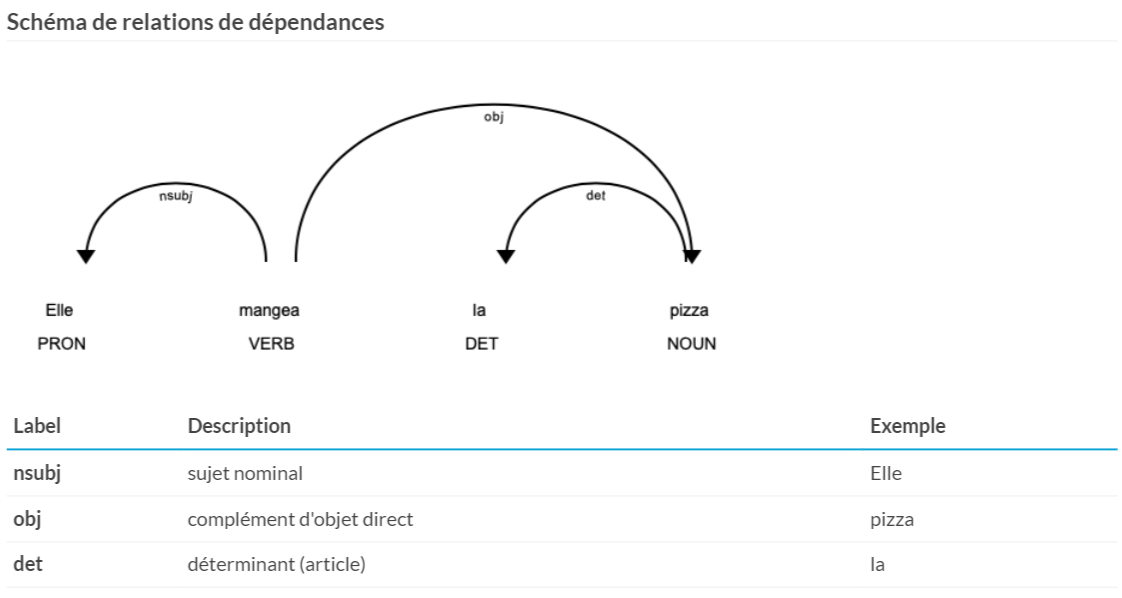 Schéma de relations de dépendances
obj
nsubj det
Elle mangea la pizza
PRON VERB DET NOUN
Label Description Exemple
nsubj sujet nominal Elle
obj complément d'objet direct pizza
det déterminant (article) la